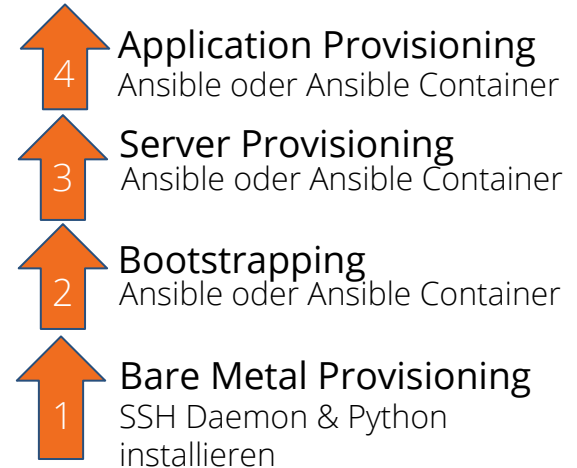 4
Application Provisioning
Ansible oder Ansible Container
3
Server Provisioning
Ansible oder Ansible Container
2
Bootstrapping
Ansible oder Ansible Container
1
Bare Metal Provisioning
SSH Daemon & Python
installieren